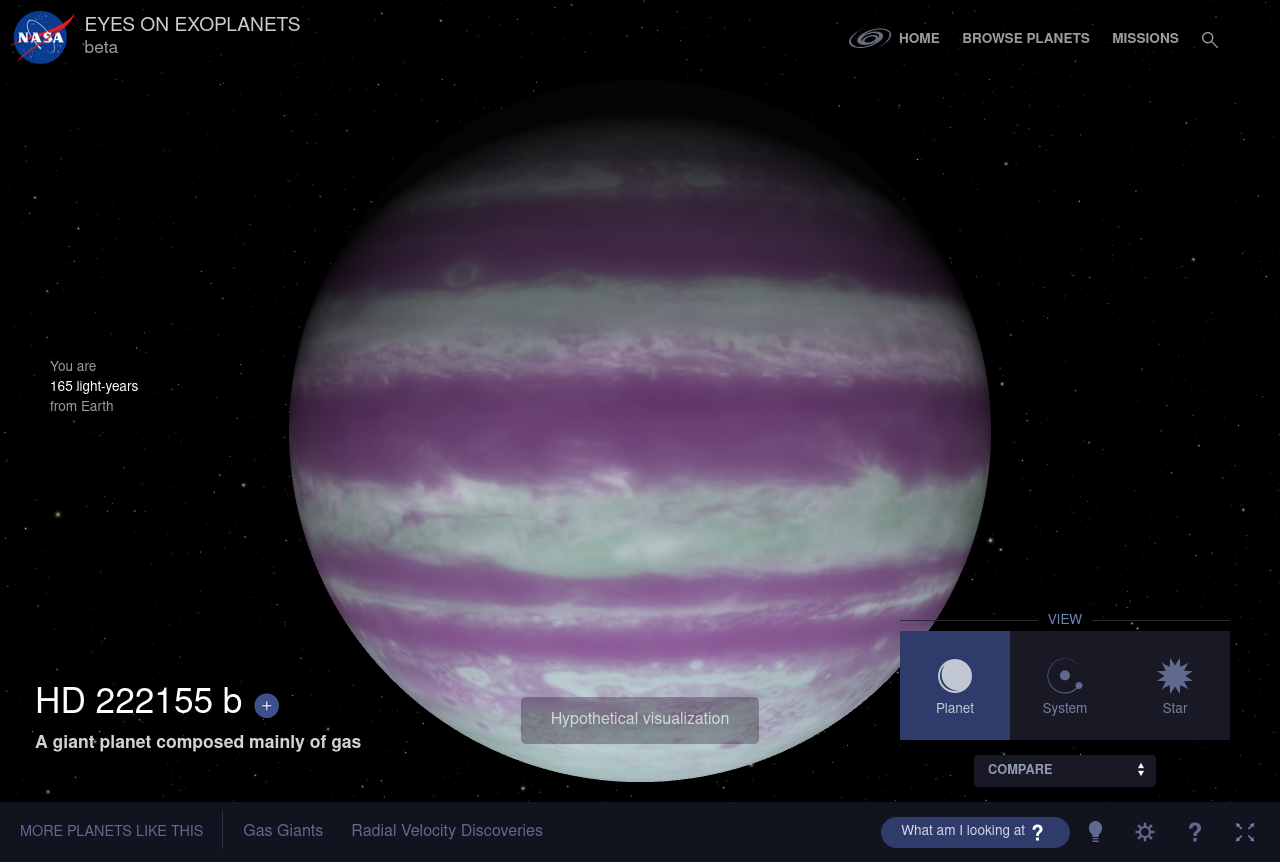 NASA
EYES ON EXOPLANETS
beta
HOME
BROWSE PLANETS
MISSIONS
You are
165 light-years
from Earth
VIEW
Planet
System
Star
HD 222155 b +
A giant planet composed mainly of gas
Hypothetical visualization
COMPARE
MORE PLANETS LIKE THIS
Gas Giants
Radial Velocity Discoveries
What am I looking at ?
?